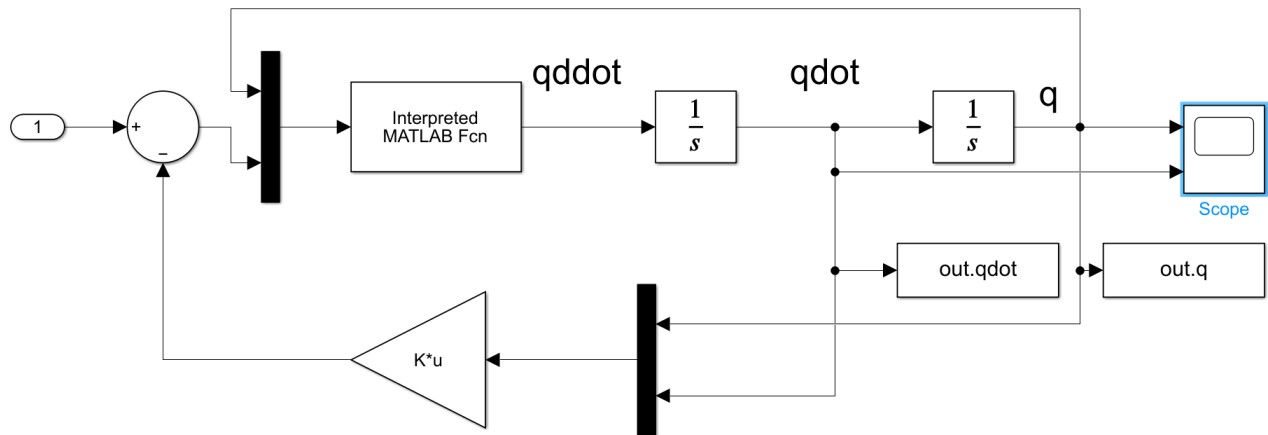 qddot
qdot
q
1
+
−
Interpreted
MATLAB Fcn
1
s
1
s
Scope
out.qdot
out.q
K*u